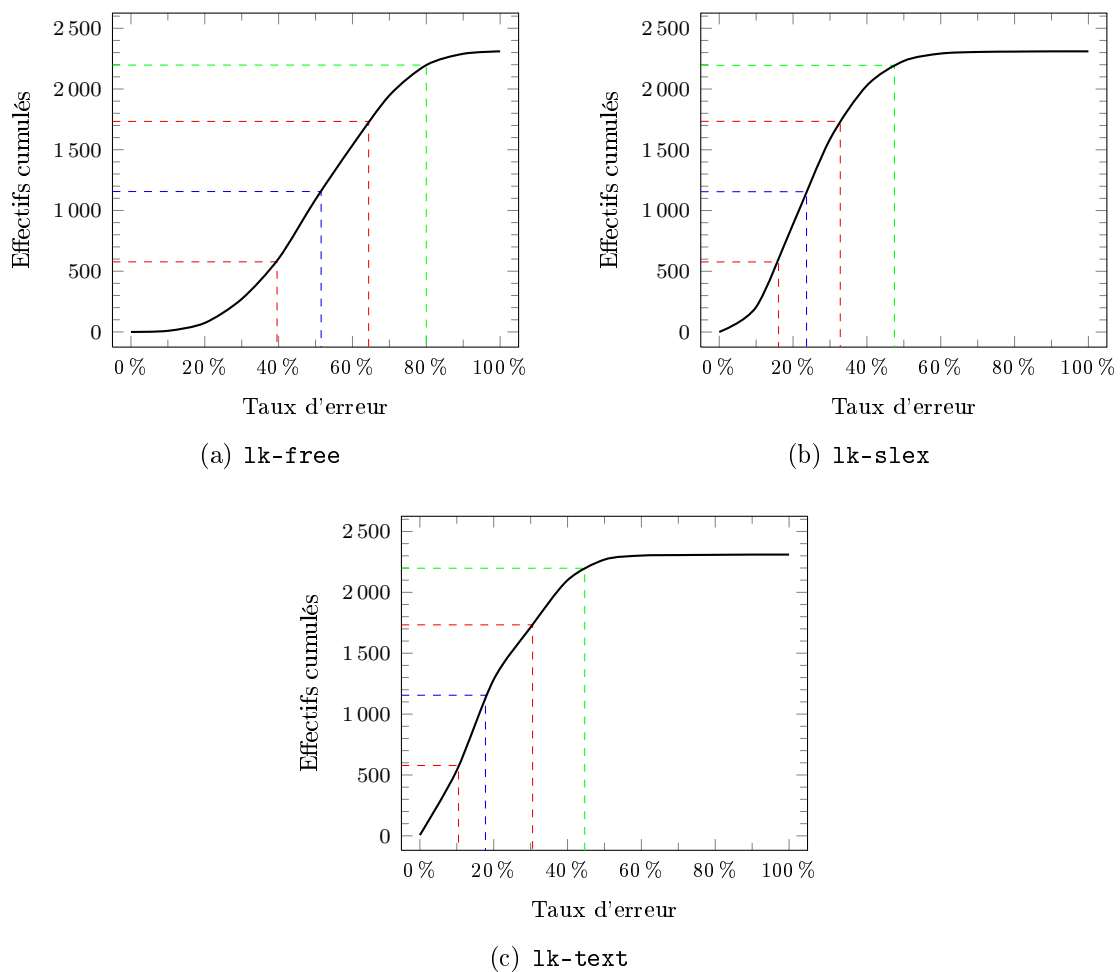 2 500
2 000
1 500
1 000
500
0
Effectifs cumulés
0 % 20 % 40 % 60 % 80 % 100 %
Taux d'erreur
(a) lk-free
2 500
2 000
1 500
1 000
500
0
Effectifs cumulés
0 % 20 % 40 % 60 % 80 % 100 %
Taux d'erreur
(b) lk-slex
2 500
2 000
1 500
1 000
500
0
Effectifs cumulés
0 % 20 % 40 % 60 % 80 % 100 %
Taux d'erreur
(c) lk-text